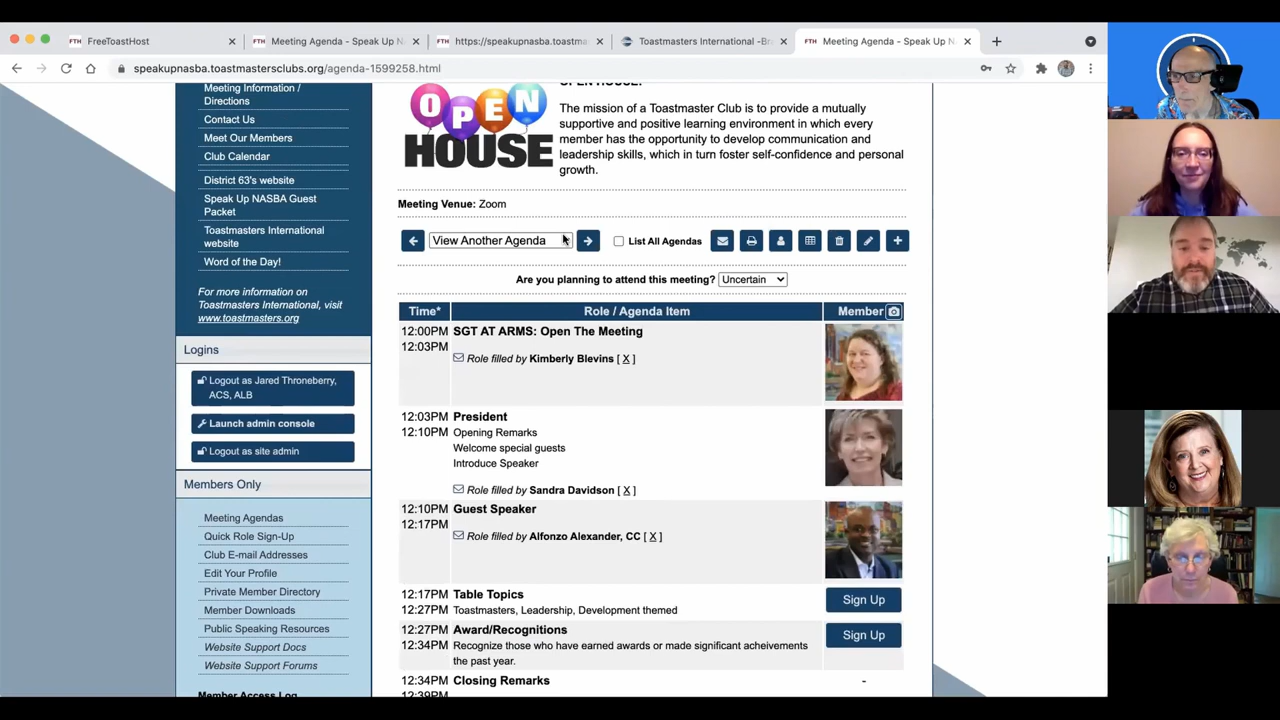 FTH FreeToastHost
FTH Meeting Agenda - Speak Up N
FTH https://speakupnasba.toastma
Toastmasters International -Br
FTH Meeting Agenda - Speak Up N
speakupnasba.toastmastersclubs.org/agenda-1599258.html
Meeting Information /
Directions
Contact Us
Meet Our Members
Club Calendar
District 63's website
Speak Up NASBA Guest
Packet
Toastmasters International
website
Word of the Day!
For more information on
Toastmasters International, visit
www.toastmasters.org
Logins
Logout as Jared Throneberry,
ACS, ALB
Launch admin console
Logout as site admin
Members Only
Meeting Agendas
Quick Role Sign-Up
Club E-mail Addresses
Edit Your Profile
Private Member Directory
Member Downloads
Public Speaking Resources
Website Support Docs
Website Support Forums
Member Access Log
OPEN
HOUSE
OPEN HOUSE!
The mission of a Toastmaster Club is to provide a mutually
supportive and positive learning environment in which every
member has the opportunity to develop communication and
leadership skills, which in turn foster self-confidence and personal
growth.
Meeting Venue: Zoom
View Another Agenda
List All Agendas
Are you planning to attend this meeting? Uncertain
Time* Role / Agenda Item Member
12:00PM SGT AT ARMS: Open The Meeting
12:03PM
Role filled by Kimberly Blevins [ X ]
12:03PM President
12:10PM Opening Remarks
Welcome special guests
Introduce Speaker
Role filled by Sandra Davidson [ X ]
12:10PM Guest Speaker
12:17PM
Role filled by Alfonzo Alexander, CC [ X ]
12:17PM Table Topics
12:27PM Toastmasters, Leadership, Development themed
Sign Up
12:27PM Award/Recognitions
12:34PM Recognize those who have earned awards or made significant acheivements
the past year.
Sign Up
12:34PM Closing Remarks -
12:39PM